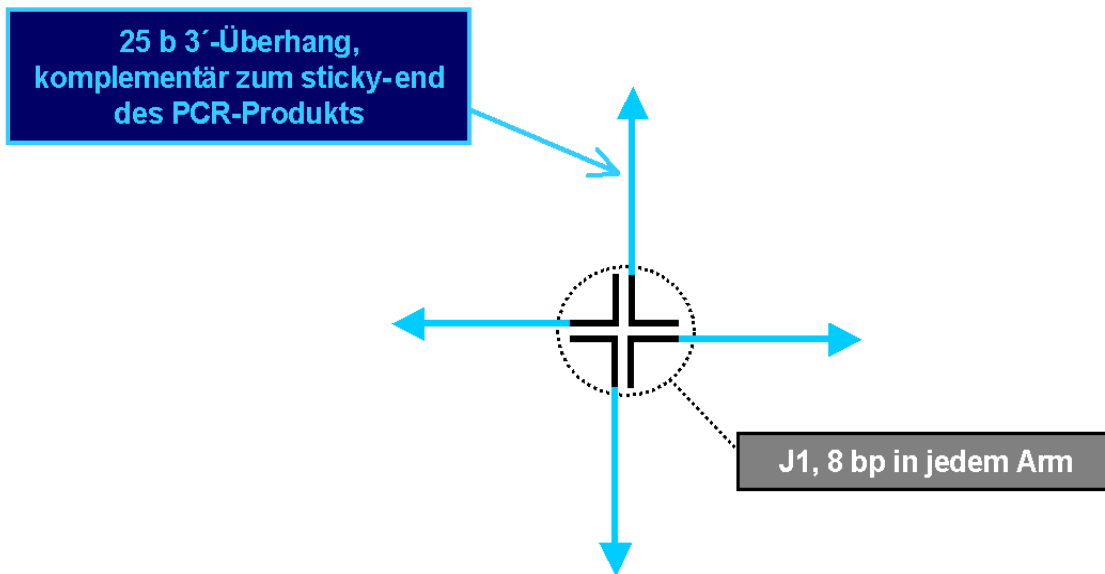 25 b 3´-Überhang,
komplementär zum sticky-end
des PCR-Produkts
J1, 8 bp in jedem Arm